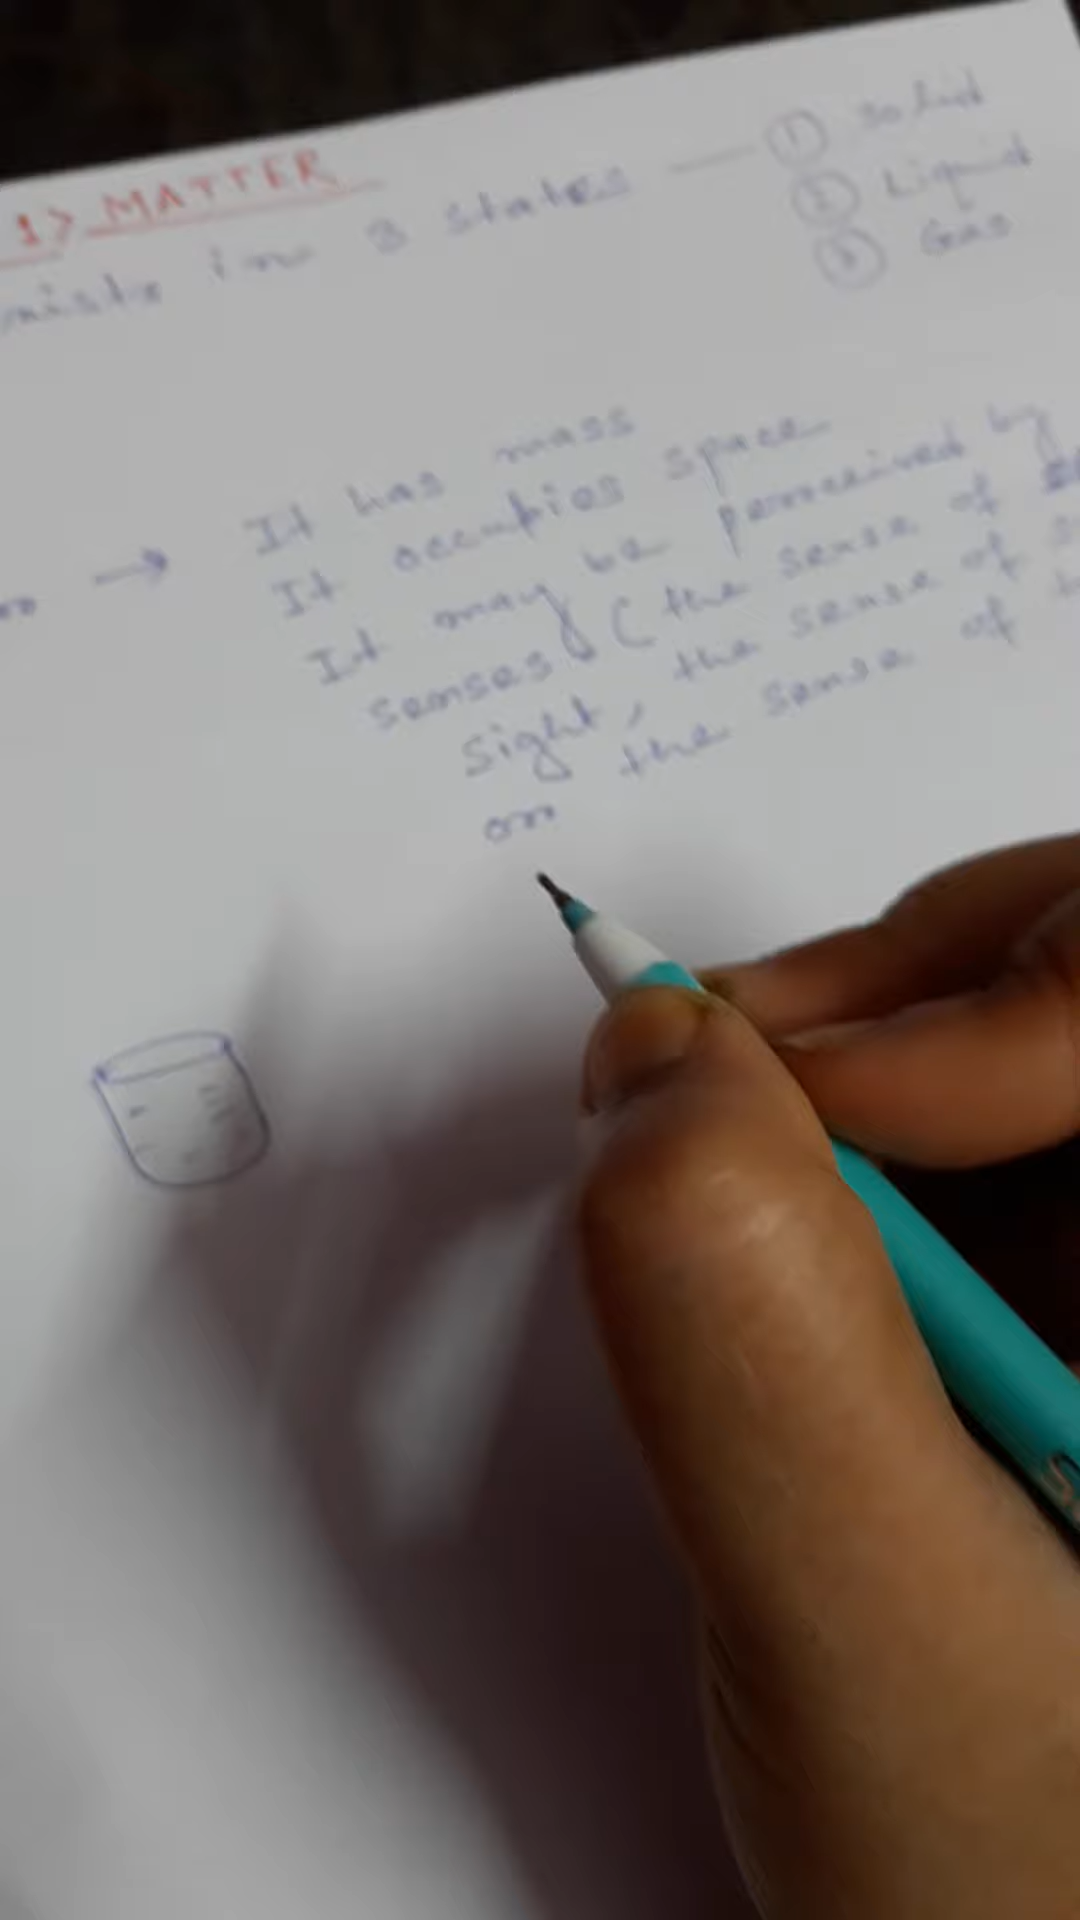 1> MATTER
in 3 states — ① Solid
② Liquid
③ Gas
→ It has mass
It occupies space
It may be perceived by
senses. (the sense of
sight, the sense of
or the sense of